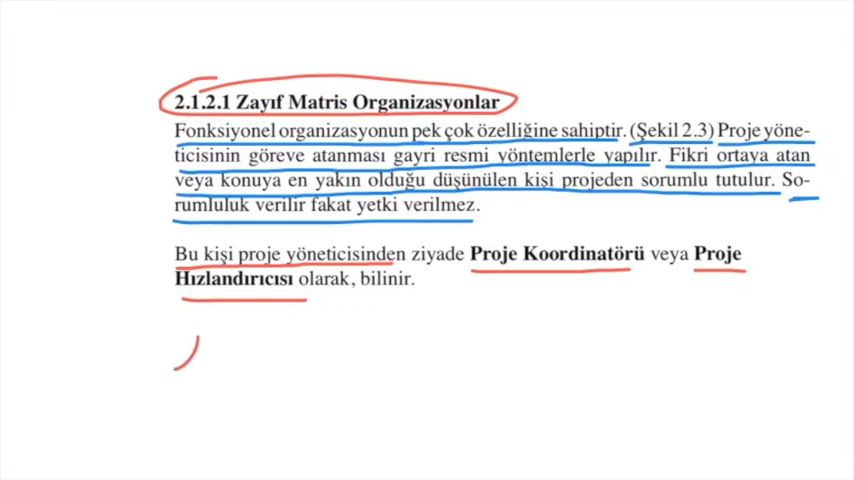 2.1.2.1 Zayıf Matris Organizasyonlar
Fonksiyonel organizasyonun pek çok özelliğine sahiptir. (Şekil 2.3) Proje yöne-
ticisinin göreve atanması gayri resmi yöntemlerle yapılır. Fikri ortaya atan
veya konuya en yakın olduğu düşünülen kişi projeden sorumlu tutulur. So-
rumluluk verilir fakat yetki verilmez.
Bu kişi proje yöneticisinden ziyade Proje Koordinatörü veya Proje
Hızlandırıcısı olarak, bilinir.